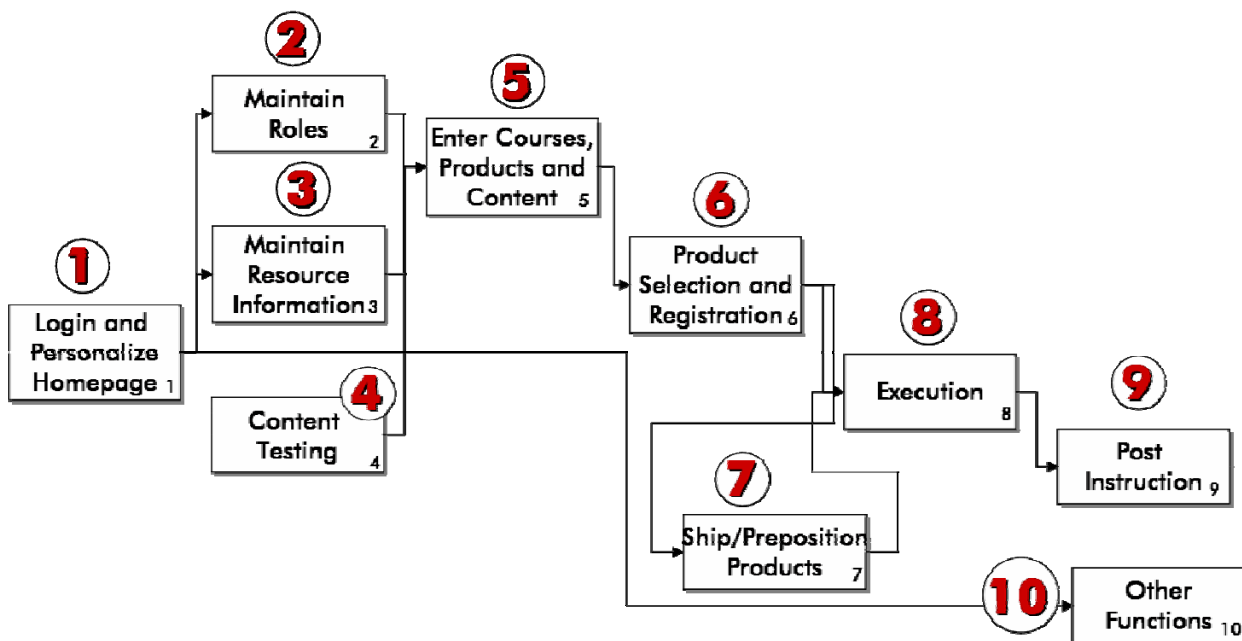 1
Login and
Personalize
Homepage 1
2
Maintain
Roles
2
3
Maintain
Resource
Information 3
4
Content
Testing
4
5
Enter Courses,
Products and
Content 5
6
Product
Selection and
Registration 6
7
Ship/Preposition
Products 7
8
Execution
8
9
Post
Instruction 9
10
Other
Functions 10